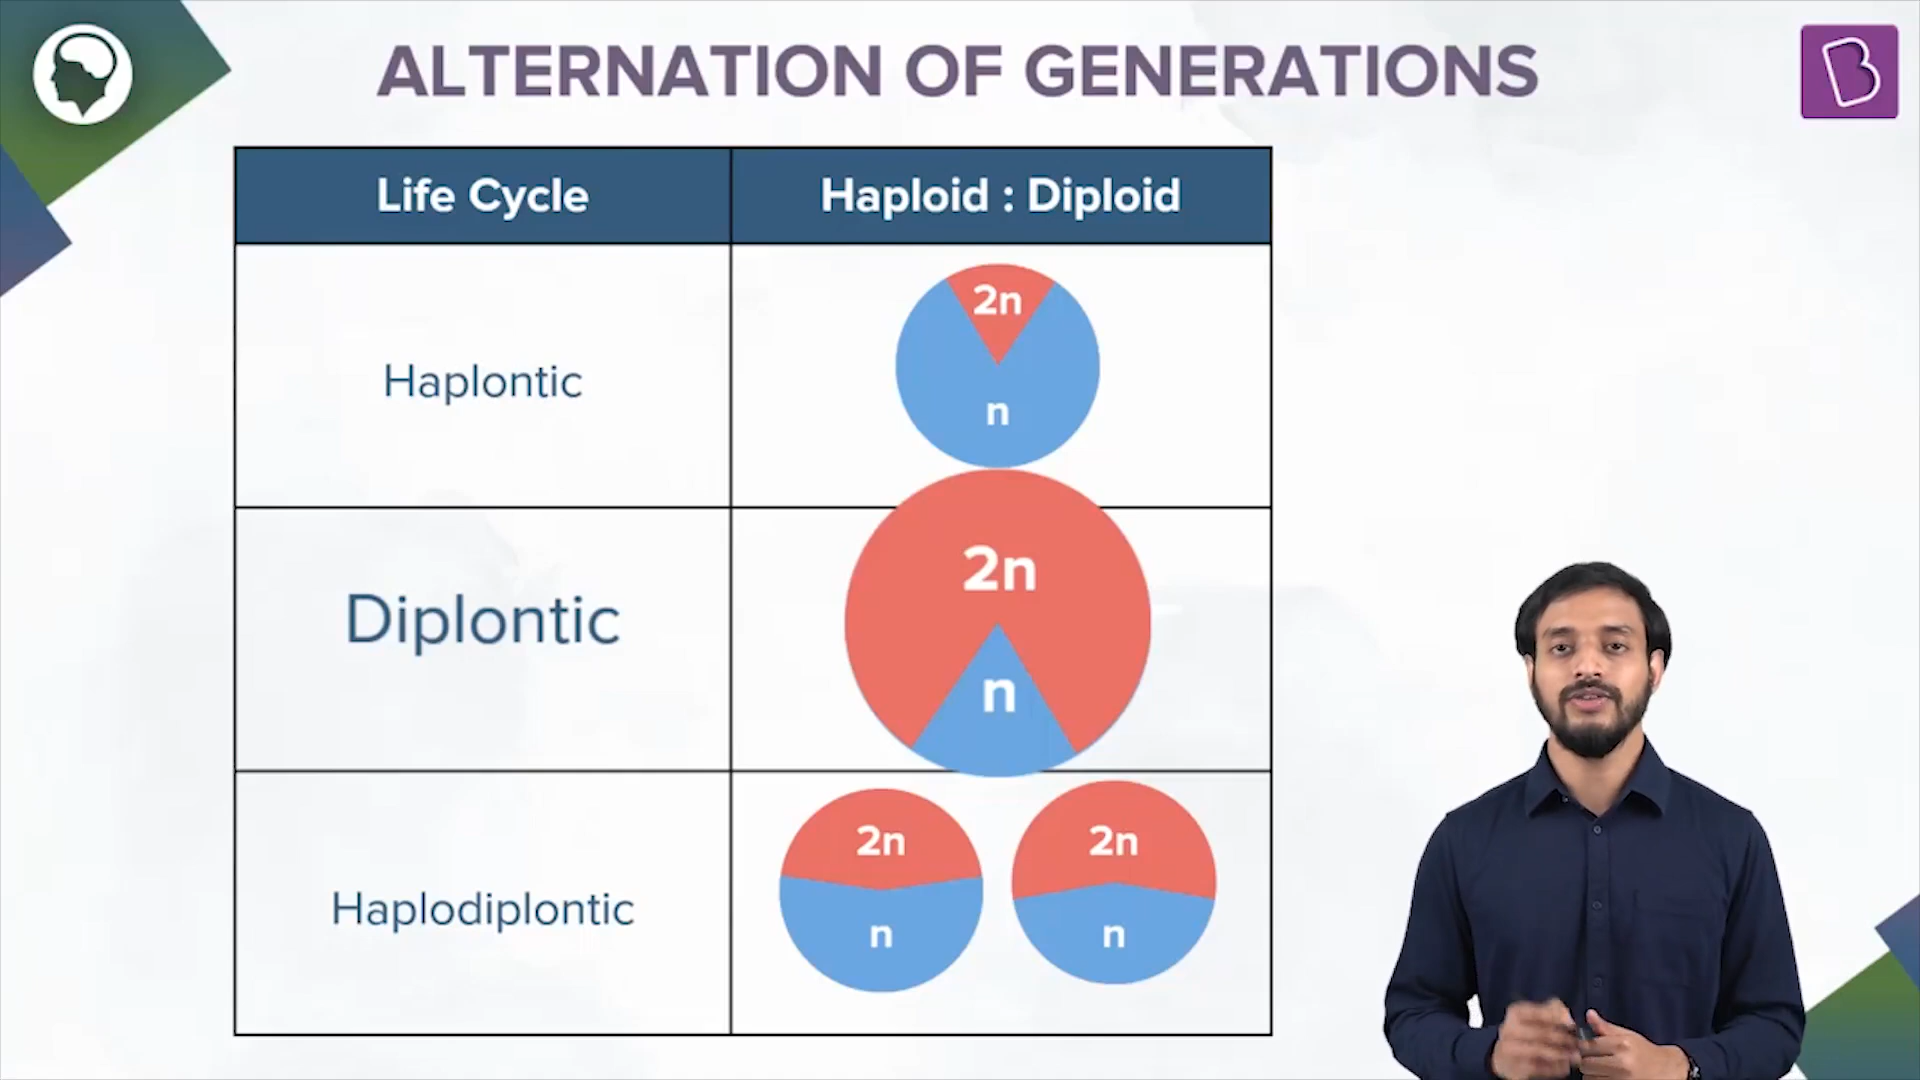 ALTERNATION OF GENERATIONS
B
Life Cycle
Haploid : Diploid
Haplontic
2n
n
Diplontic
2n
n
Haplodiplontic
2n
2n
n
n